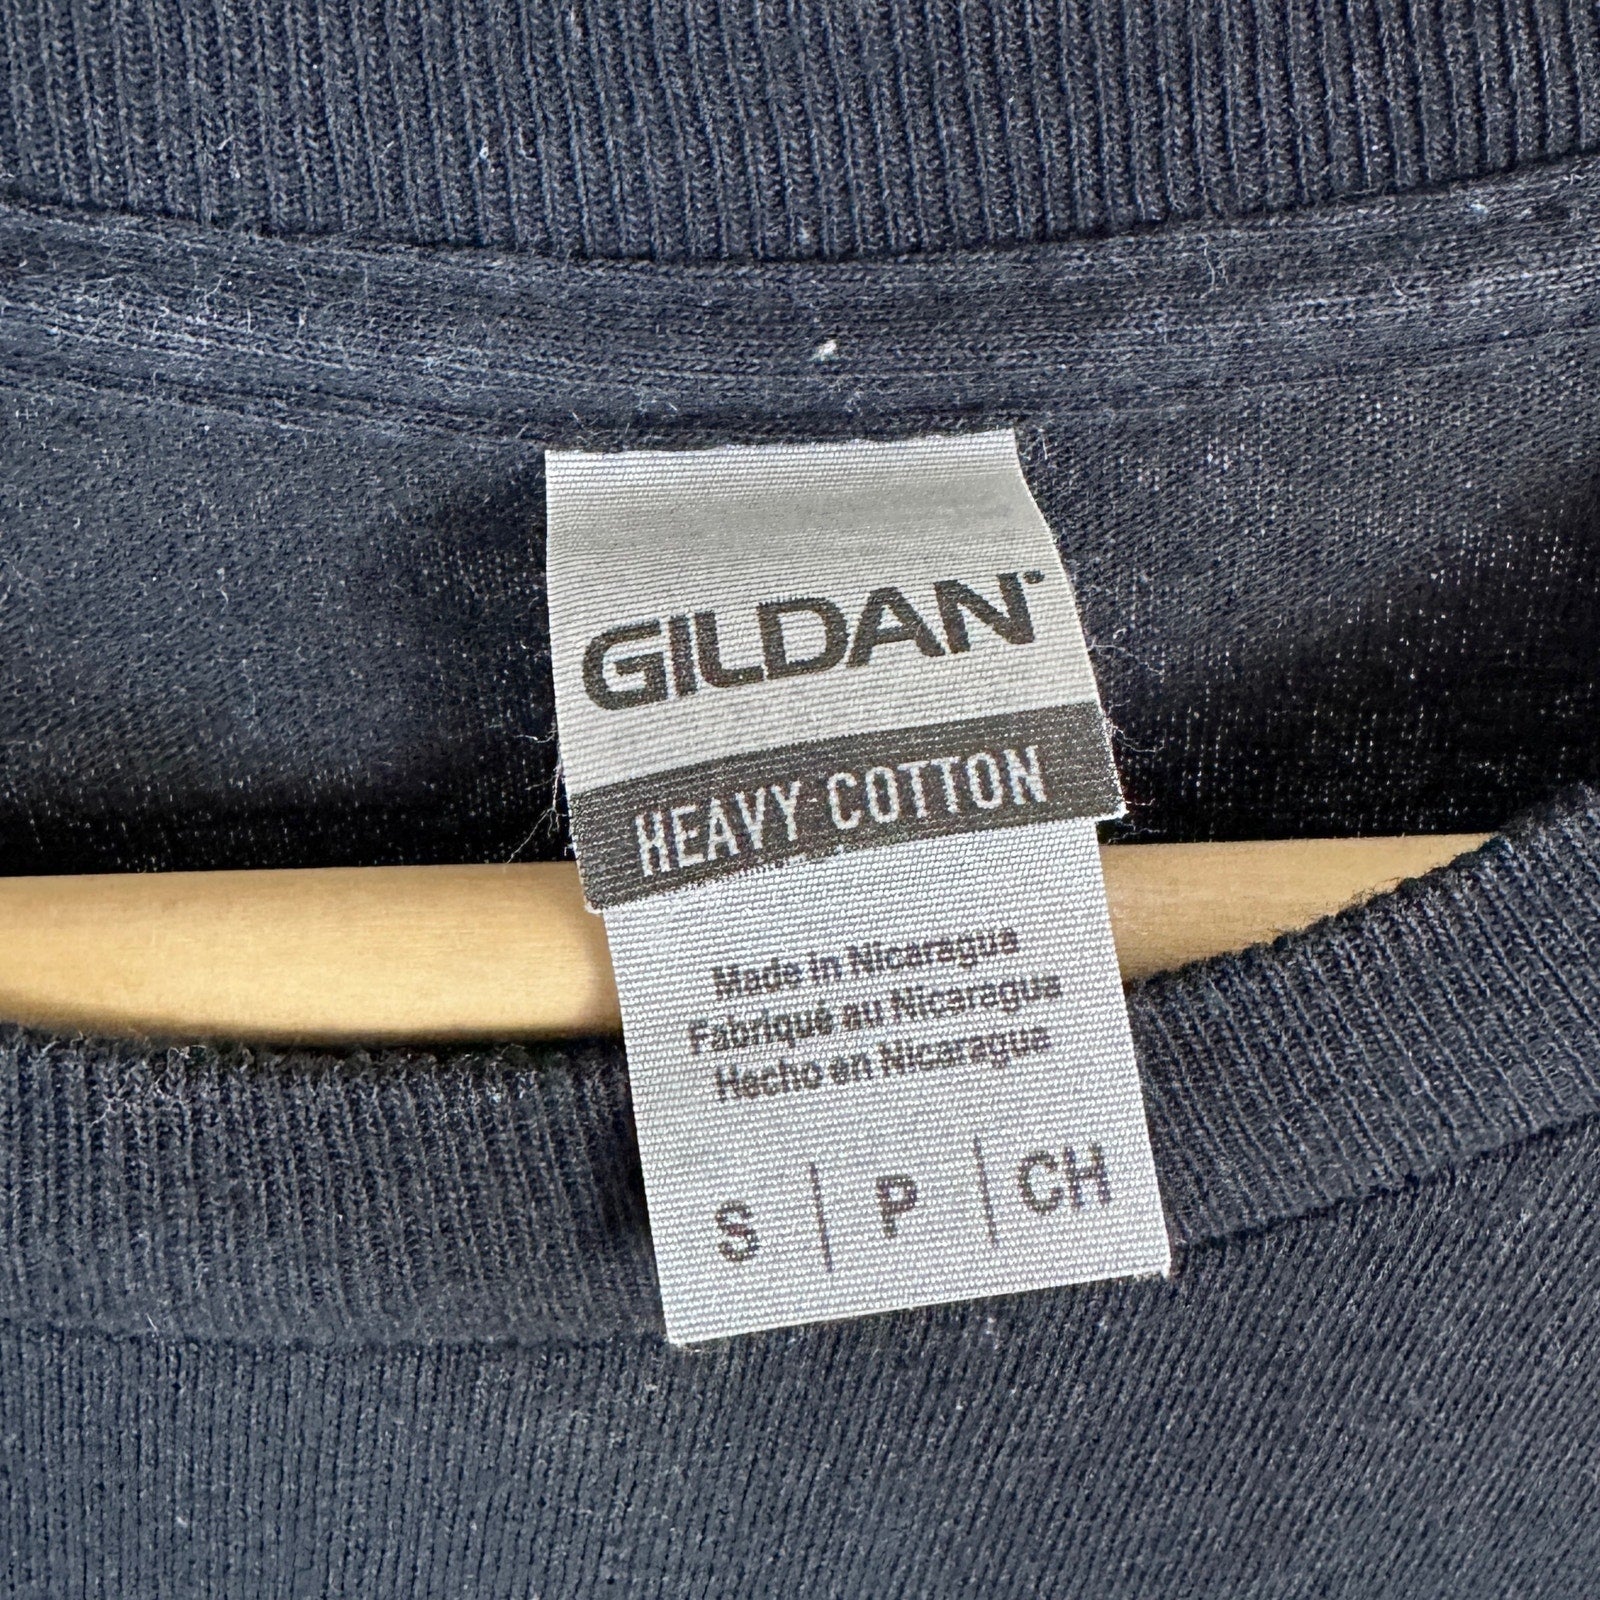 GILDAN
HEAVY COTTON
Made in Nicaragua
Fabriqué au Nicaragua
Hecho en Nicaragua
S | P | CH